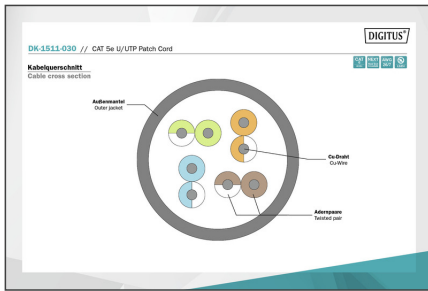 DIGITUS®
DK-1511-030 // CAT 5e U/UTP Patch Cord
Kabelquerschnitt
Cable cross section
Außenmantel
Outer jacket
Cu-Draht
Cu-Wire
Adernpaare
Twisted pair